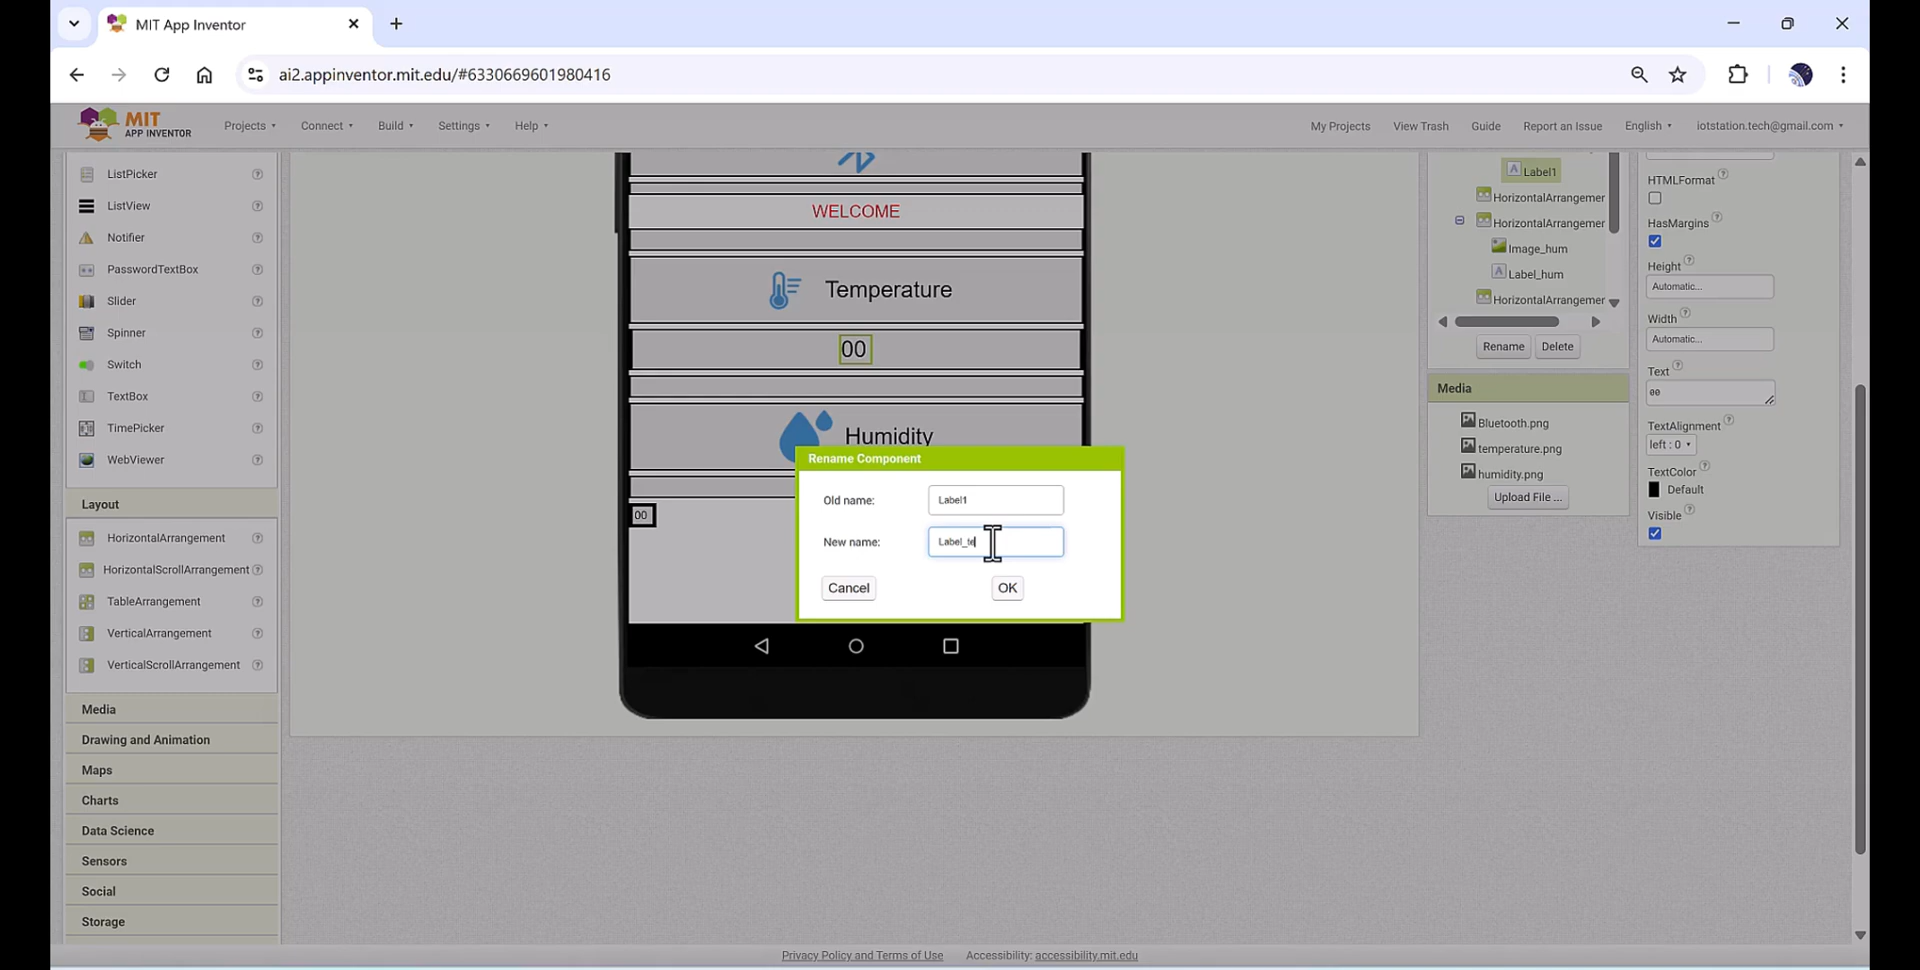 MIT App Inventor
ai2.appinventor.mit.edu/#6330669601980416
MIT
APP INVENTOR
Projects
Connect
Build
Settings
Help
My Projects
View Trash
Guide
Report an Issue
English
iotstation.tech@gmail.com
ListPicker
ListView
Notifier
PasswordTextBox
Slider
Spinner
Switch
TextBox
TimePicker
WebViewer
Layout
HorizontalArrangement
HorizontalScrollArrangement
TableArrangement
VerticalArrangement
VerticalScrollArrangement
Media
Drawing and Animation
Maps
Charts
Data Science
Sensors
Social
Storage
WELCOME
Temperature
00
Humidity
00
Rename Component
Old name: Label1
New name: Label_te
Cancel
OK
Label1
HorizontalArrangemer
HorizontalArrangemer
Image_hum
Label_hum
HorizontalArrangemer
Rename
Delete
Media
Bluetooth.png
temperature.png
humidity.png
Upload File ...
HTMLFormat
HasMargins
Height
Automatic...
Width
Automatic...
Text
TextAlignment
left : 0
TextColor
Default
Visible
Privacy Policy and Terms of Use
Accessibility: accessibility.mit.edu